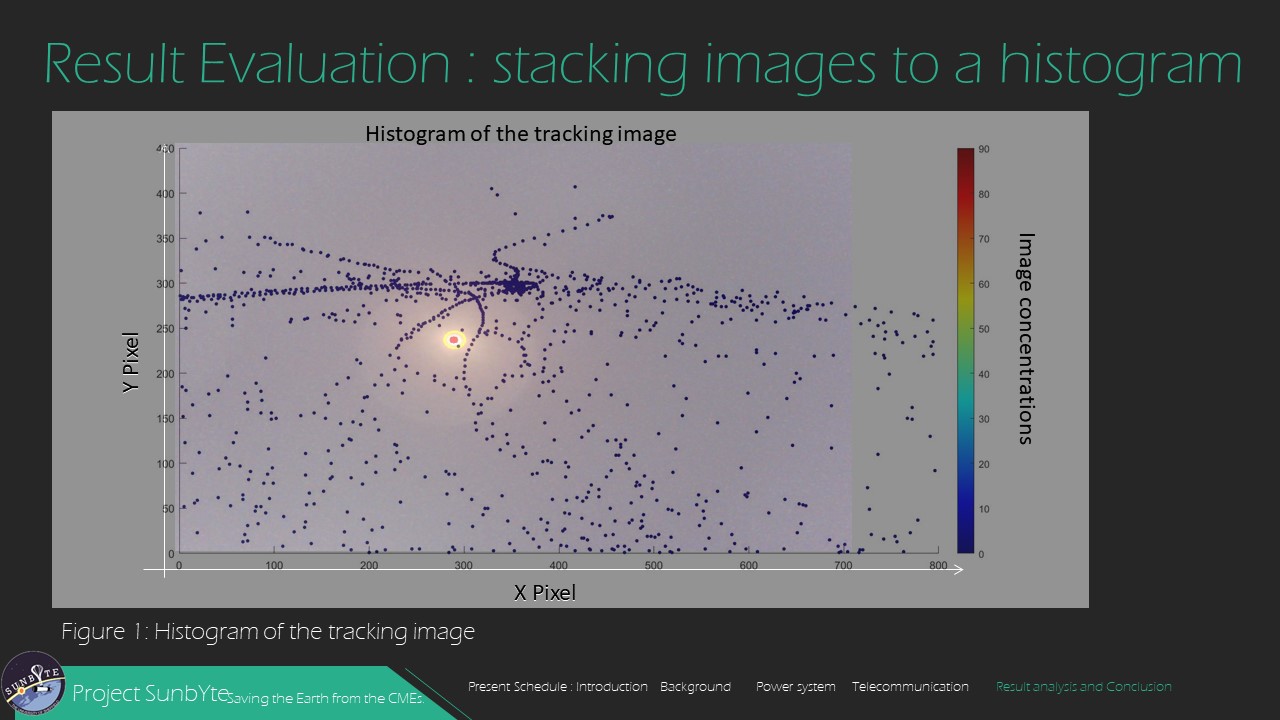 Result Evaluation : stacking images to a histogram
Histogram of the tracking image
450
400
350
300
250
200
150
100
50
0
0 100 200 300 400 500 600 700 800
Y Pixel
X Pixel
90
80
70
60
50
40
30
20
10
0
Image concentrations
Figure 1: Histogram of the tracking image
SUNBYTE
Project SunbYte Saving the Earth from the CMEs.
Present Schedule : Introduction Background Power system Telecommunication Result analysis and Conclusion